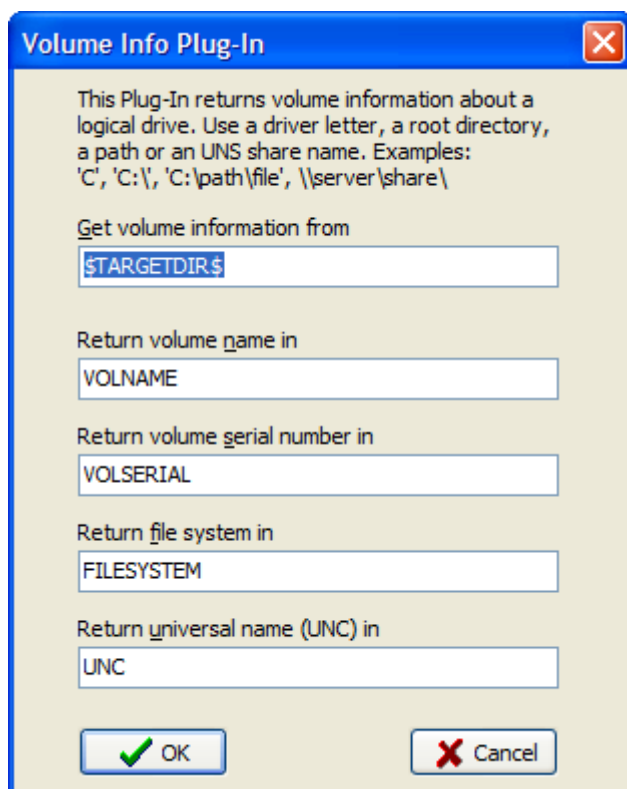 Volume Info Plug-In
This Plug-In returns volume information about a
logical drive. Use a driver letter, a root directory,
a path or an UNS share name. Examples:
'C', 'C:\', 'C:\path\file', \\server\share\
Get volume information from
$TARGETDIR$
Return volume name in
VOLNAME
Return volume serial number in
VOLSERIAL
Return file system in
FILESYSTEM
Return universal name (UNC) in
UNC
OK Cancel